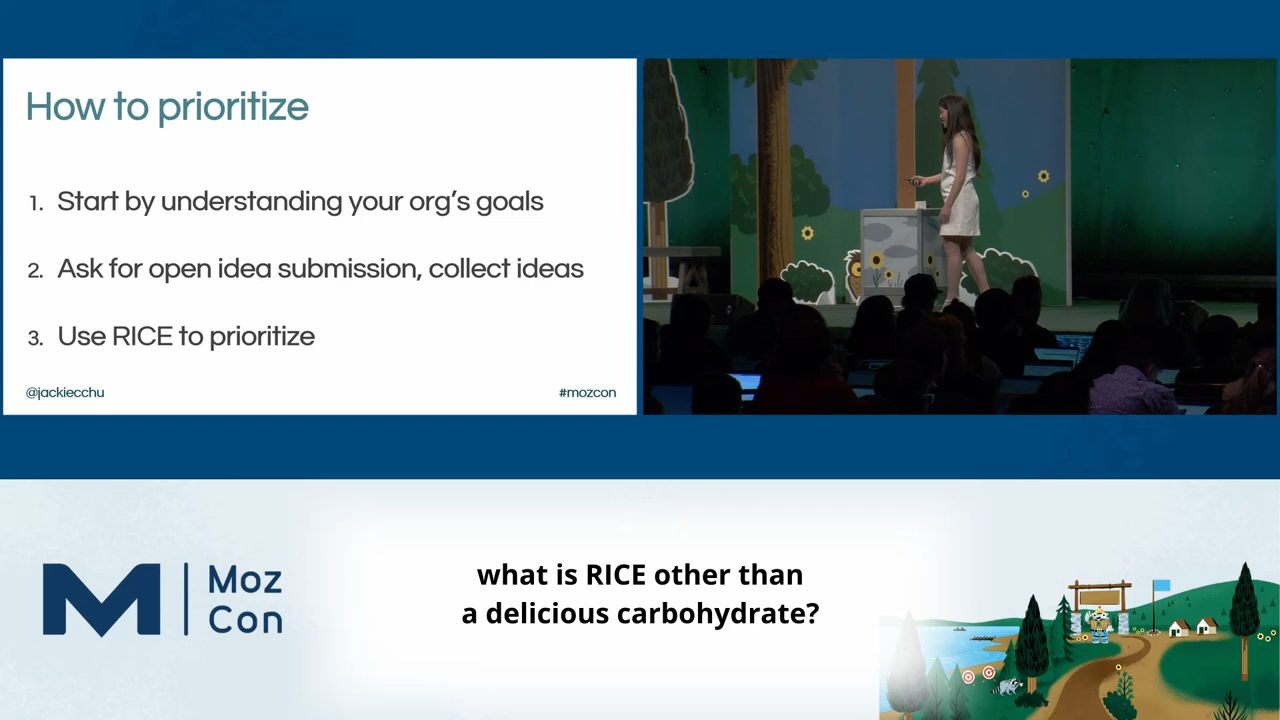 How to prioritize
1. Start by understanding your org's goals
2. Ask for open idea submission, collect ideas
3. Use RICE to prioritize
@jackiecchu
#mozcon
Moz
Con
what is RICE other than
a delicious carbohydrate?